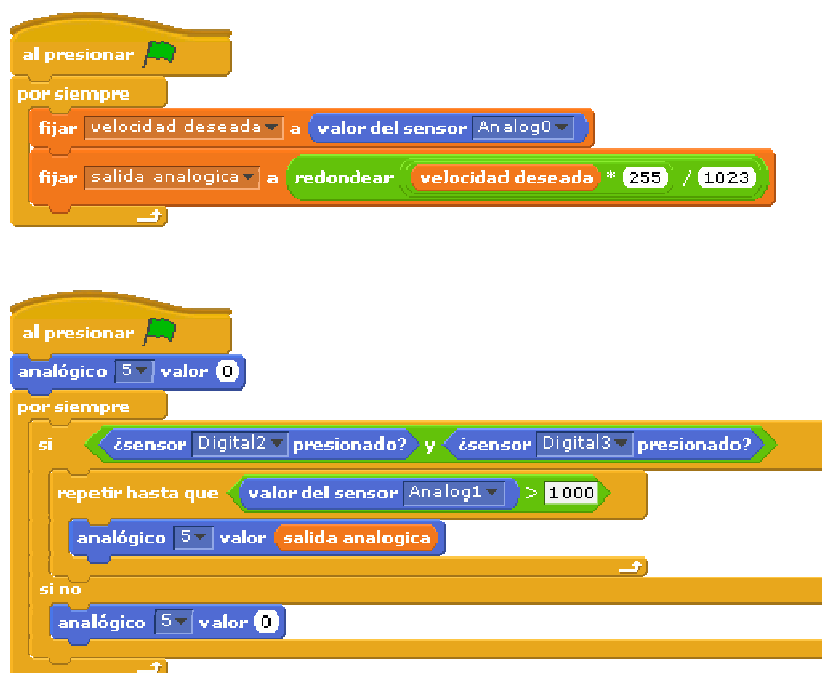 al presionar
por siempre
fijar velocidad deseada a valor del sensor Analog0
fijar salida analogica a redondear velocidad deseada * 255 / 1023
al presionar
analógico 5 valor 0
por siempre
si ¿sensor Digital2 presionado? y ¿sensor Digital3 presionado?
repetir hasta que valor del sensor Analog1 > 1000
analógico 5 valor salida analogica
si no
analógico 5 valor 0